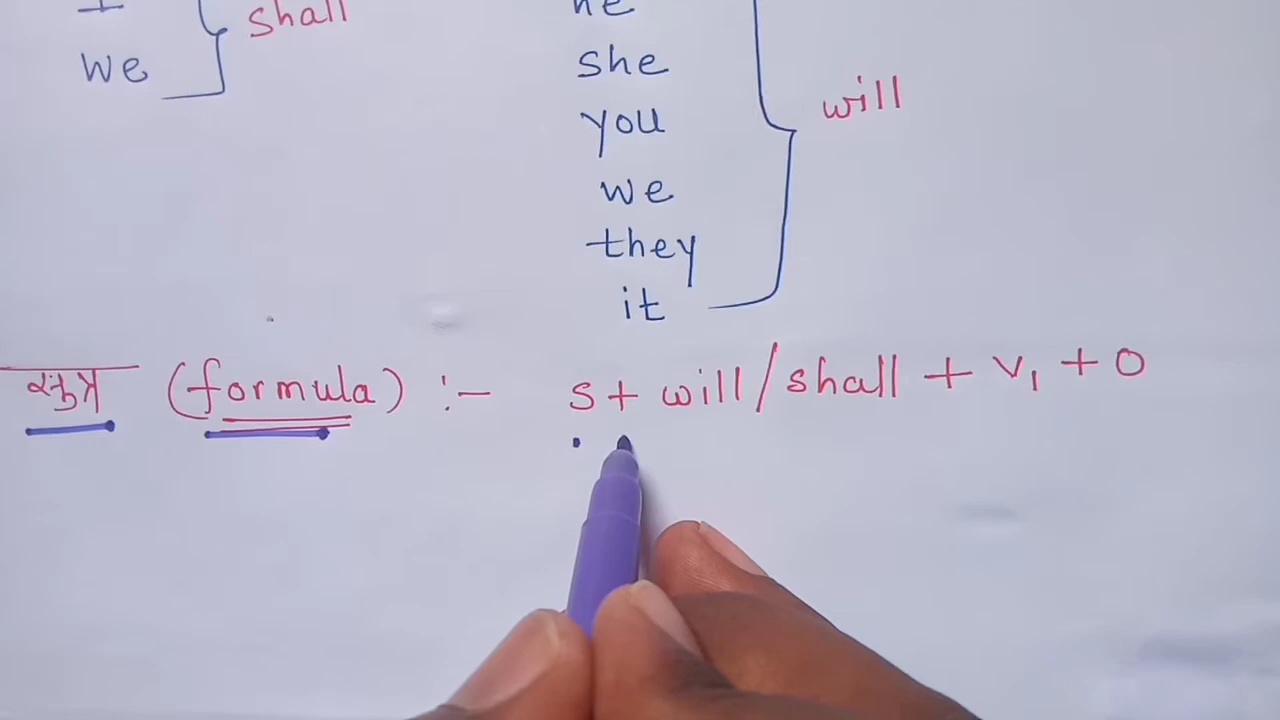 I
shall
we
he
she
you
we
they
it
will
सूत्र (formula) :- s + will/shall + v₁ + o